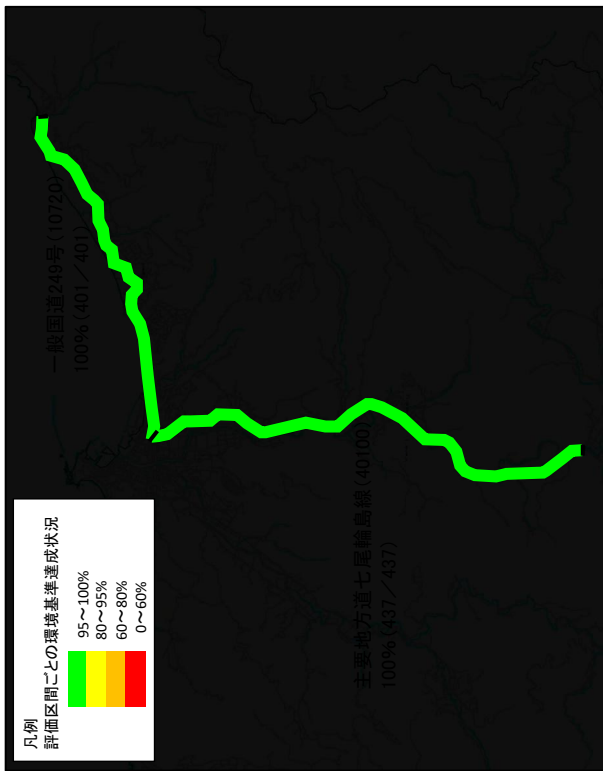 凡例
評価区間ごとの環境基準達成状況
95～100%
80～95%
60～80%
0～60%
一般国道249号(10720)
100%(401/401)
主要地方道七尾輪島線(40100)
100%(437/437)